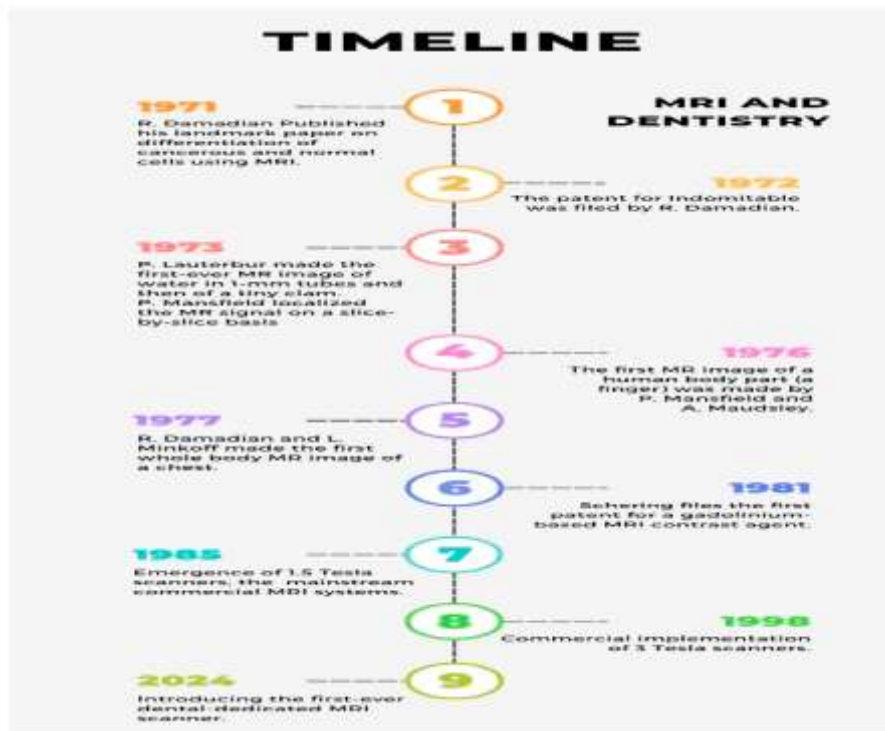 TIMELINE
MRI AND
DENTISTRY
1
1971
R. Damadian Published
his landmark paper on
differentiation of
cancerous and normal
cells using MRI.
2
1972
The patent for Indomitable
was filed by R. Damadian.
3
1973
P. Lauterbur made the
first-ever MR image of
water in 1-mm tubes and
then of a tiny clam.
P. Mansfield localized
the MR signal on a slice-
by-slice basis
4
1976
The first MR image of a
human body part (a
finger) was made by
P. Mansfield and
A. Maudsley.
5
1977
R. Damadian and L.
Minkoff made the first
whole body MR image of
a chest.
6
1981
Schering files the first
patent for a gadolinium-
based MRI contrast agent.
7
1985
Emergence of 1.5 Tesla
scanners, the mainstream
commercial MRI systems.
8
1998
Commercial implementation
of 3 Tesla scanners.
9
2024
Introducing the first-ever
dental-dedicated MRI
scanner.